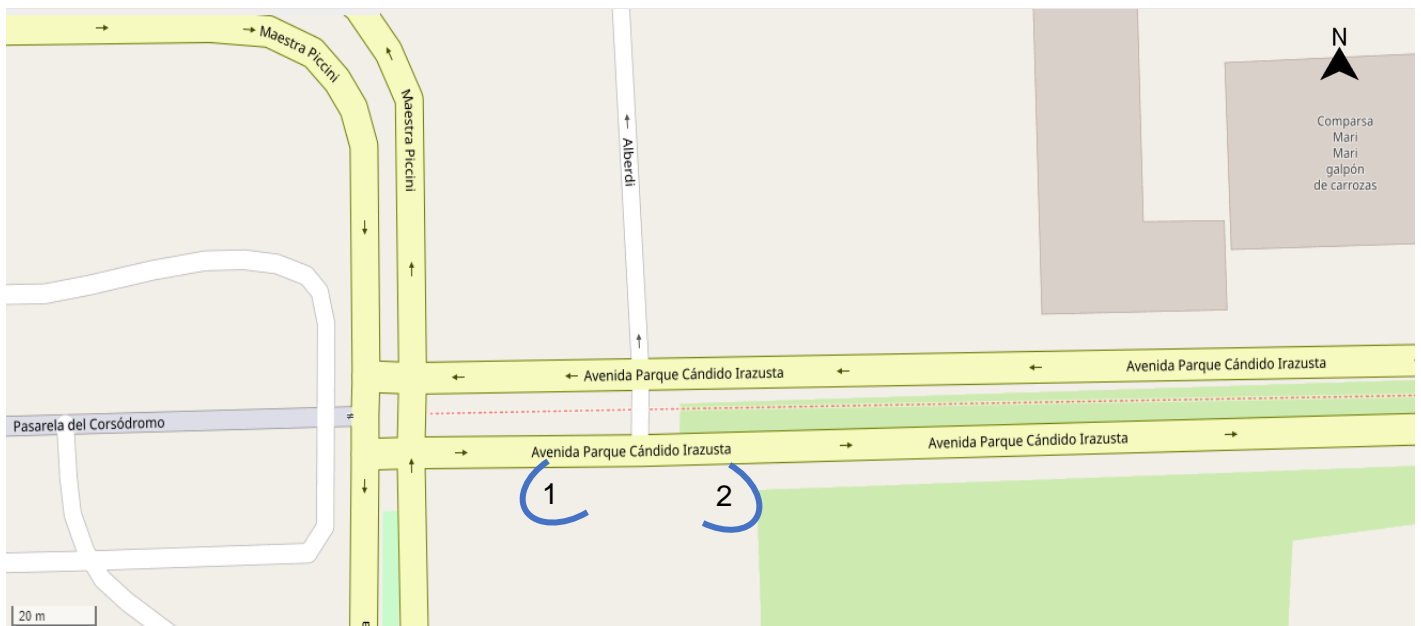 Maestra Piccini
Maestra Piccini
N
Alberdi
Comparsa
Mari
Mari
galpón
de carrozas
Avenida Parque Cándido Irazusta
Avenida Parque Cándido Irazusta
Pasarela del Corsódromo
Avenida Parque Cándido Irazusta
Avenida Parque Cándido Irazusta
1
2
20 m